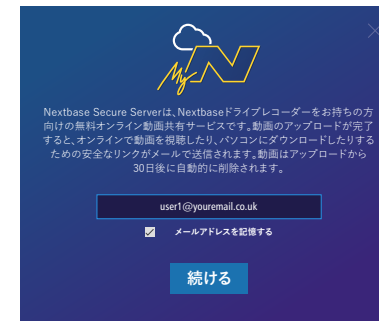 My N
Nextbase Secure Serverは、Nextbaseドライブレコーダーをお持ちの方
向けの無料オンライン動画共有サービスです。動画のアップロードが完了
すると、オンラインで動画を視聴したり、パソコンにダウンロードしたりする
ための安全なリンクがメールで送信されます。動画はアップロードから
30日後に自動的に削除されます。
user1@youremail.co.uk
メールアドレスを記憶する
続ける